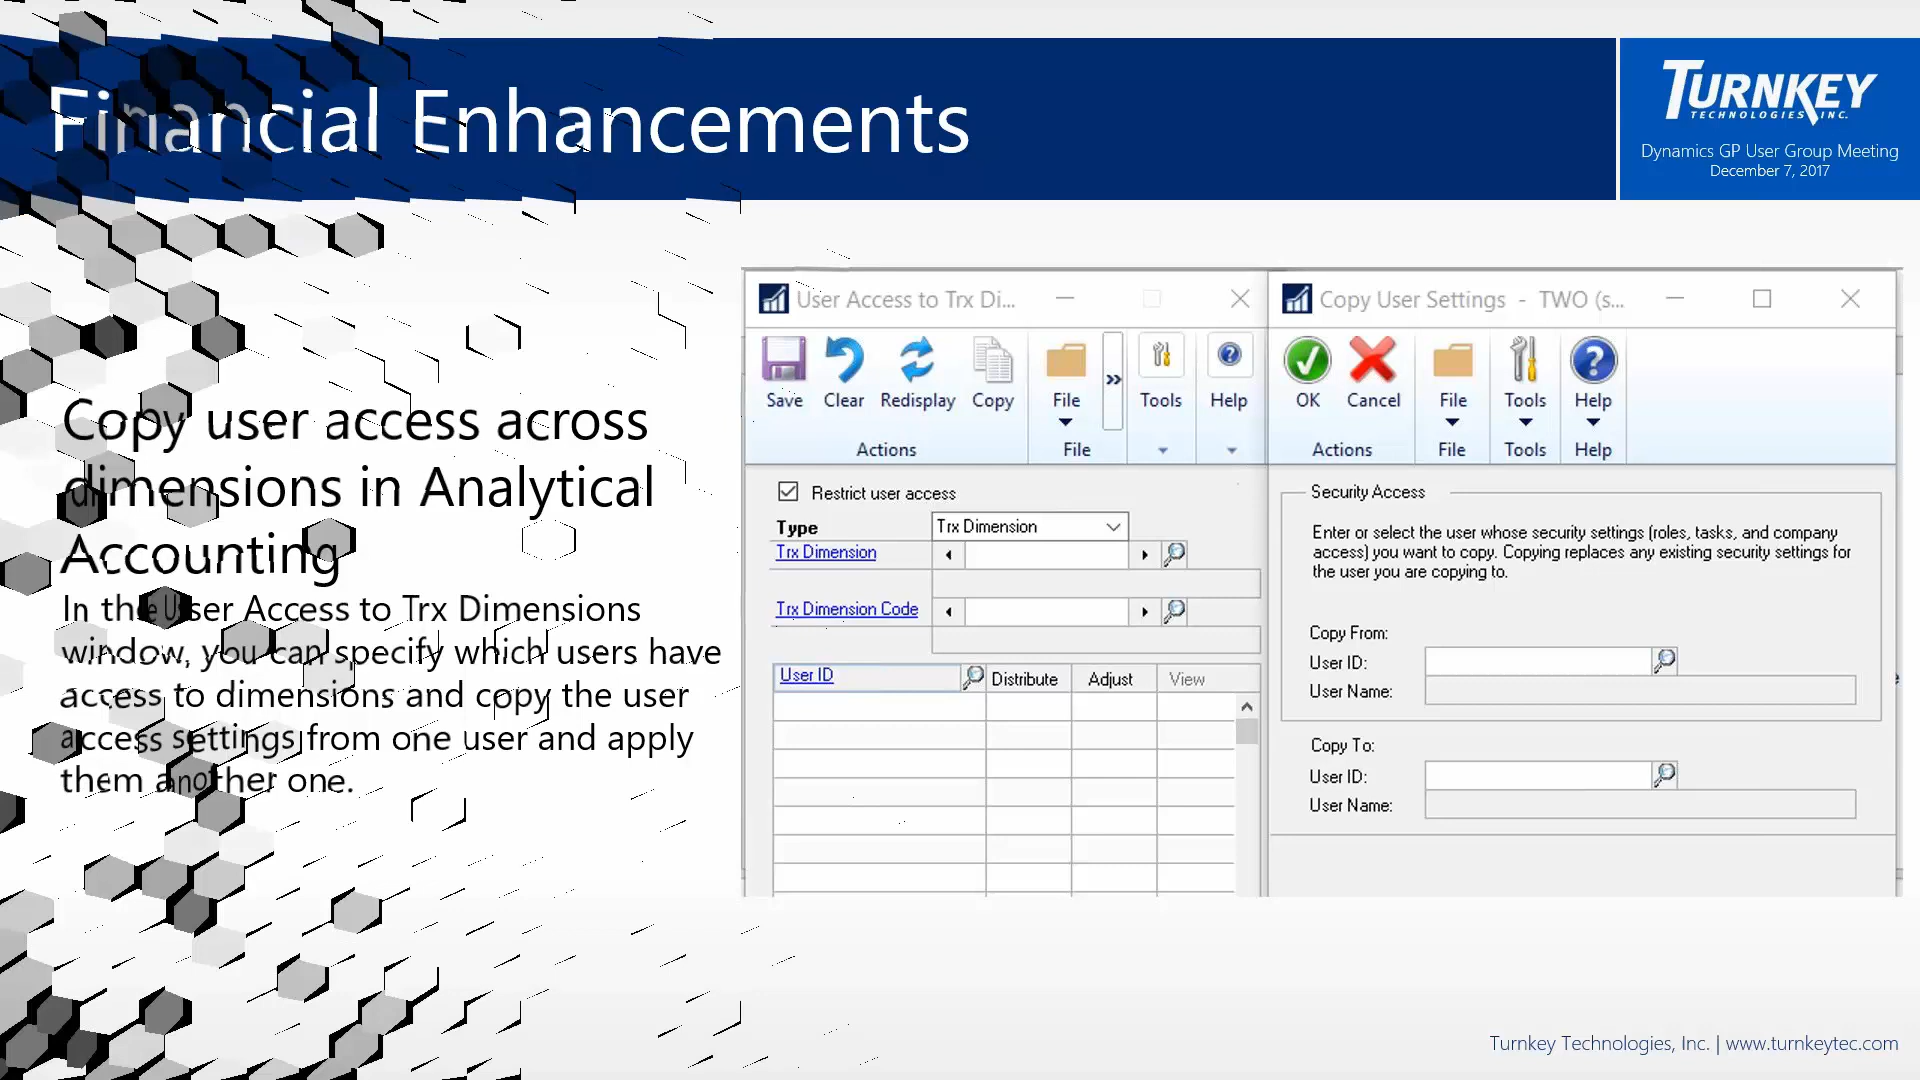 Financial Enhancements
TURNKEY
TECHNOLOGIES, INC.
Dynamics GP User Group Meeting
December 7, 2017
Copy user access across
dimensions in Analytical
Accounting
In the User Access to Trx Dimensions
window, you can specify which users have
access to dimensions and copy the user
access settings from one user and apply
them another one.
User Access to Trx Di...
Save Clear Redisplay Copy File » Tools Help
Actions File
Restrict user access
Type Trx Dimension
Trx Dimension
Trx Dimension Code
User ID Distribute Adjust View
Copy User Settings - TWO (s...
OK Cancel File Tools Help
Actions File Tools Help
Security Access
Enter or select the user whose security settings (roles, tasks, and company
access) you want to copy. Copying replaces any existing security settings for
the user you are copying to.
Copy From:
User ID:
User Name:
Copy To:
User ID:
User Name:
Turnkey Technologies, Inc. | www.turnkeytec.com